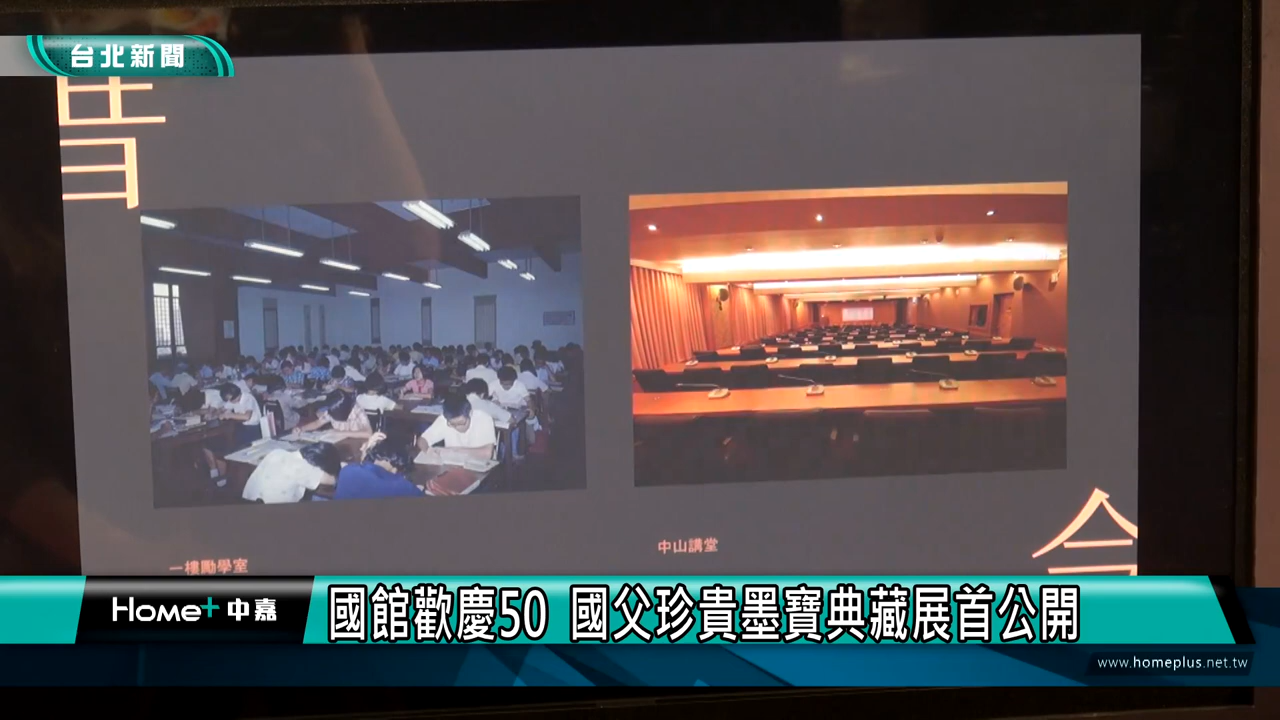 台北新聞
昔
一樓勵學室
中山講堂
今
Home+中嘉
國館歡慶50 國父珍貴墨寶典藏展首公開
www.homeplus.net.tw